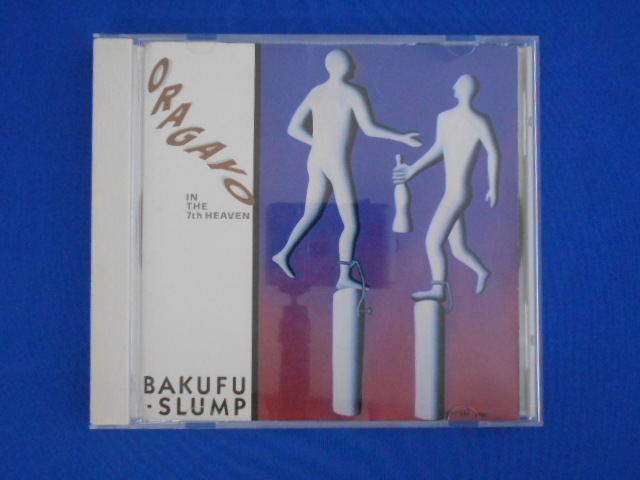 ORAGAYO
IN
THE
7th HEAVEN
BAKUFU
-SLUMP